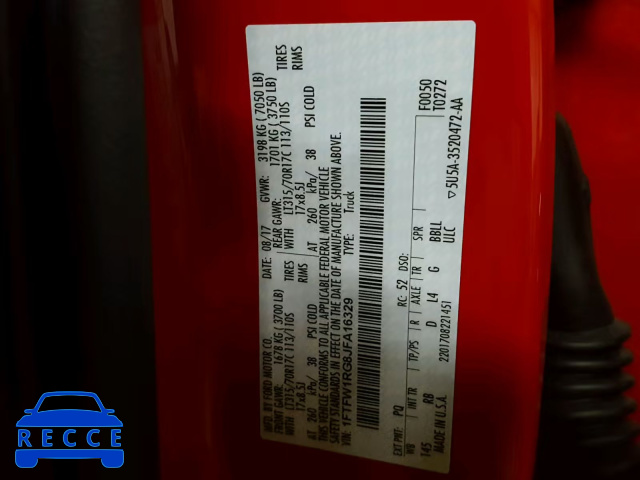 MFD. BY FORD MOTOR CO.
DATE: 08/17 GVWR: 3198 KG (7050 LB)
FRONT GAWR: 1678 KG (3700 LB) REAR GAWR: 1701 KG (3750 LB)
WITH LT315/70R17C 113/110S TIRES WITH LT315/70R17C 113/110S TIRES
17x8.5J RIMS 17x8.5J RIMS
AT 260 kPa/ 38 PSI COLD AT 260 kPa/ 38 PSI COLD
THIS VEHICLE CONFORMS TO ALL APPLICABLE FEDERAL MOTOR VEHICLE
SAFETY STANDARDS IN EFFECT ON THE DATE OF MANUFACTURE SHOWN ABOVE.
VIN: 1FTFW1RG8JFA16329 TYPE: Truck
F0050
T0272
EXT PNT: PQ RC: 52 DSO:
WB TP/PS R AXLE TR SPR
145 RB D L4 G BBLL
ULC
MADE IN U.S.A. 2201708221451
▽5U5A-3520472-AA
RECCE